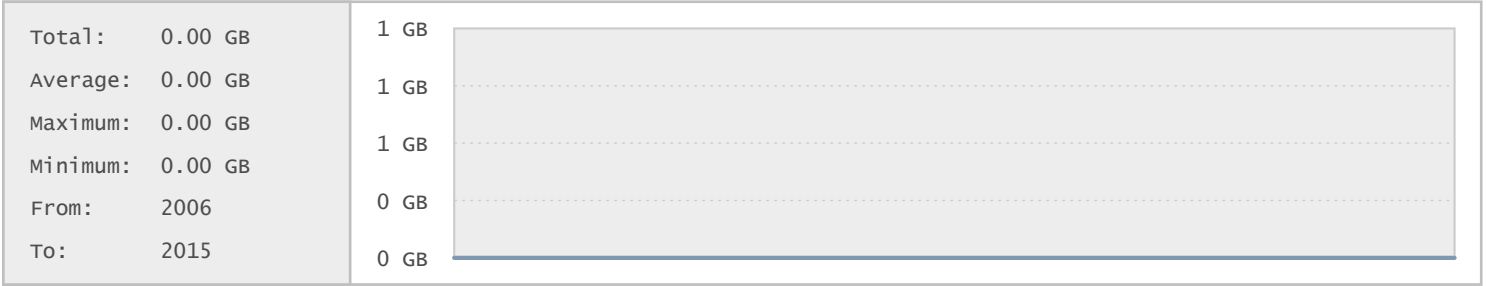 Total: 0.00 GB
Average: 0.00 GB
Maximum: 0.00 GB
Minimum: 0.00 GB
From: 2006
To: 2015
1 GB
1 GB
1 GB
0 GB
0 GB